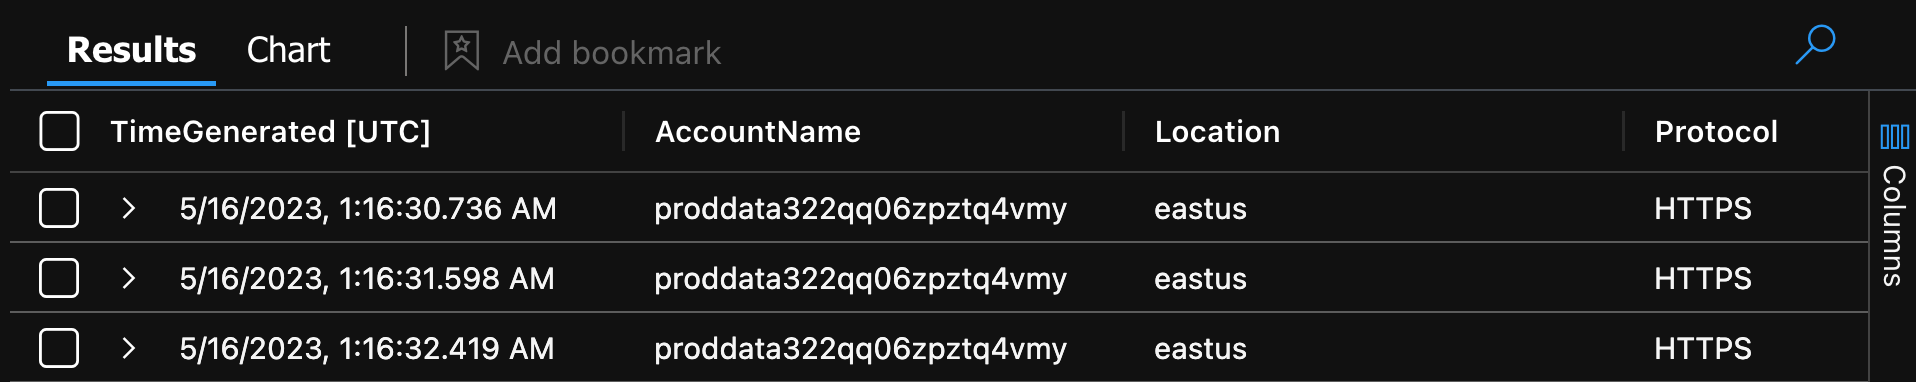 Results Chart Add bookmark
TimeGenerated [UTC] AccountName Location Protocol
5/16/2023, 1:16:30.736 AM proddata322qq06zpztq4vmy eastus HTTPS
5/16/2023, 1:16:31.598 AM proddata322qq06zpztq4vmy eastus HTTPS
5/16/2023, 1:16:32.419 AM proddata322qq06zpztq4vmy eastus HTTPS
Columns